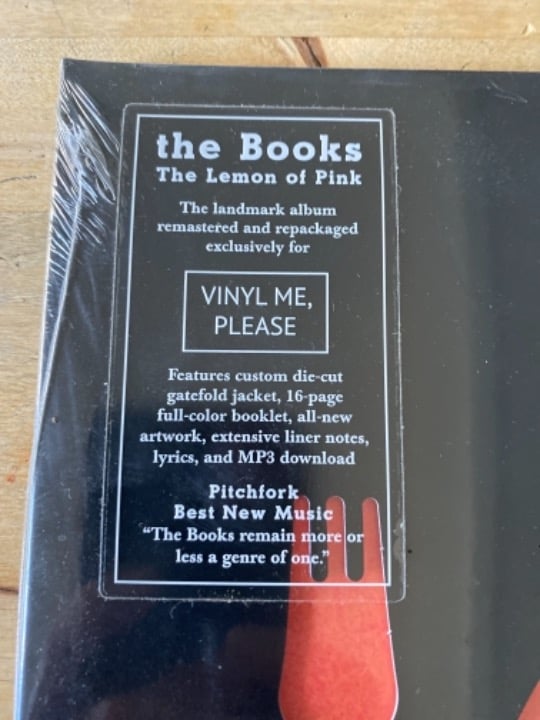 the Books
The Lemon of Pink
The landmark album
remastered and repackaged
exclusively for
VINYL ME,
PLEASE
Features custom die-cut
gatefold jacket, 16-page
full-color booklet, all-new
artwork, extensive liner notes,
lyrics, and MP3 download
Pitchfork
Best New Music
“The Books remain more or
less a genre of one.”